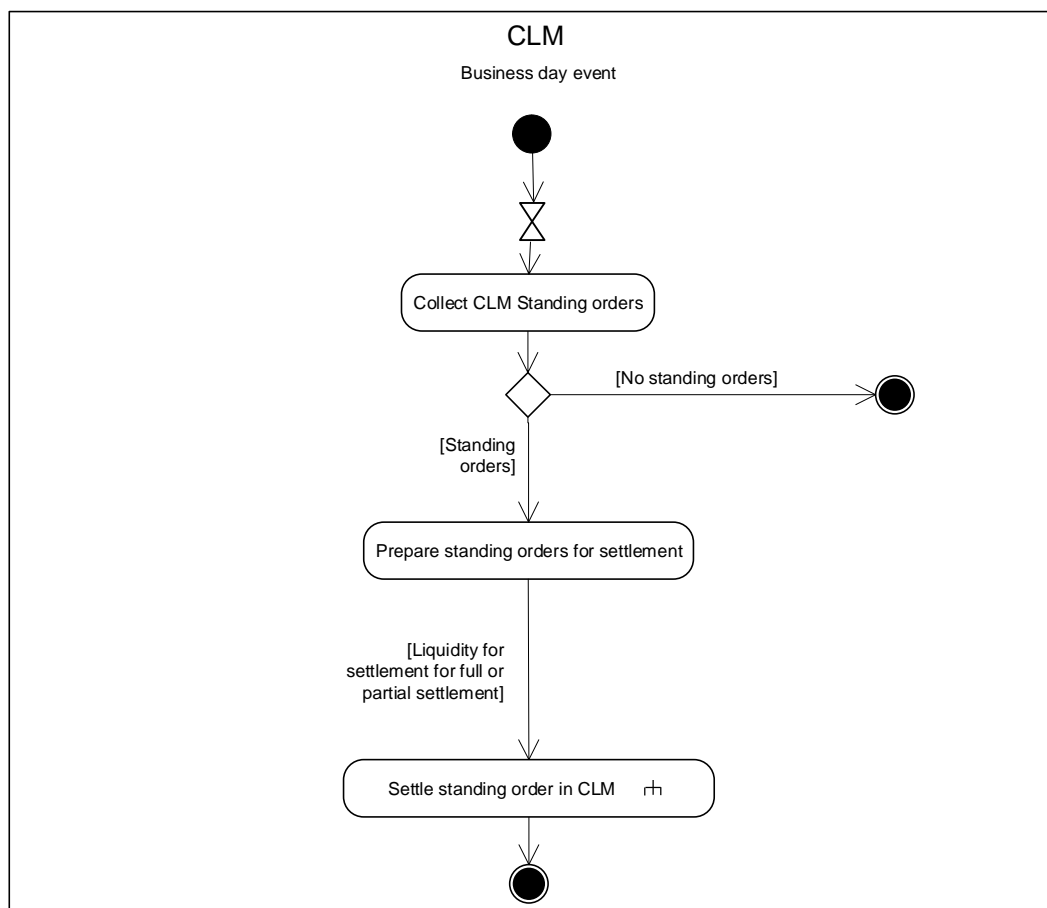 CLM
Business day event
Collect CLM Standing orders
[No standing orders]
[Standing
orders]
Prepare standing orders for settlement
[Liquidity for
settlement for full or
partial settlement]
Settle standing order in CLM